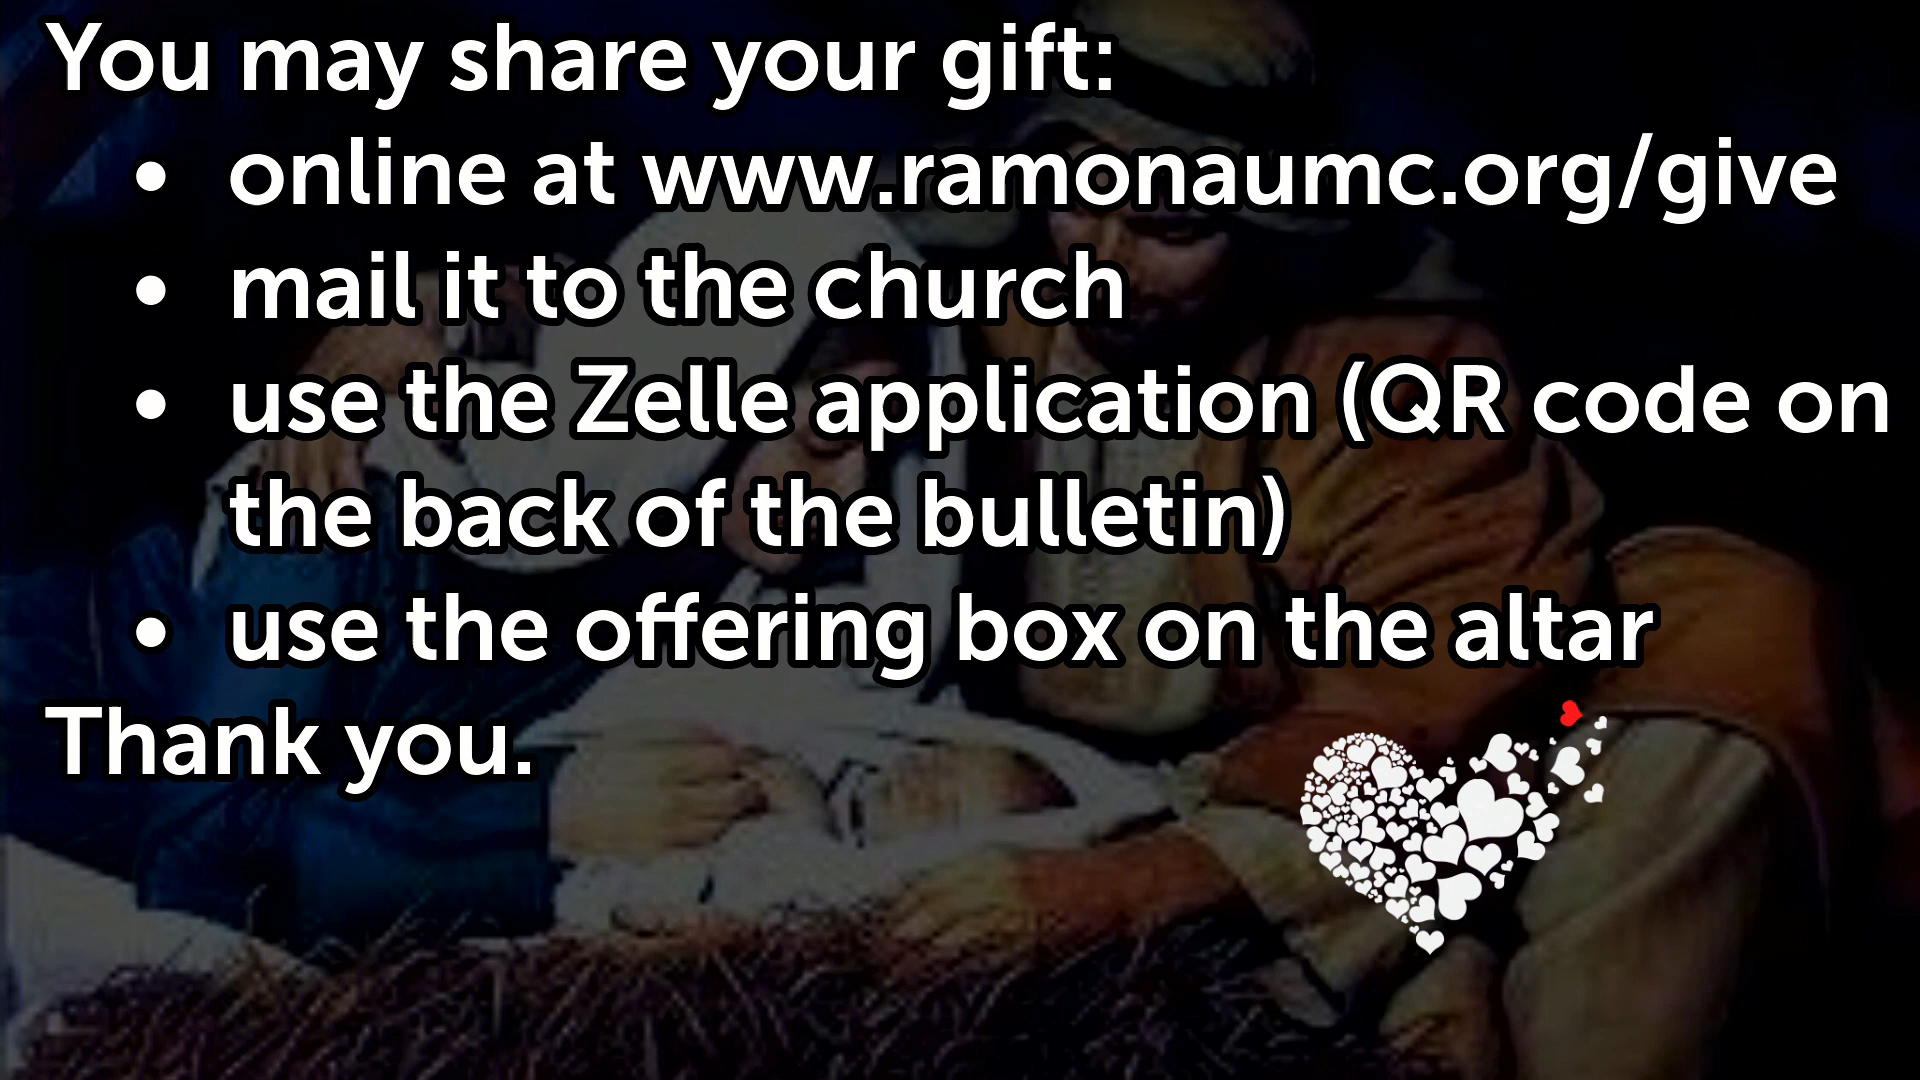 You may share your gift:
• online at www.ramonaumc.org/give
• mail it to the church
• use the Zelle application (QR code on
the back of the bulletin)
• use the offering box on the altar
Thank you.